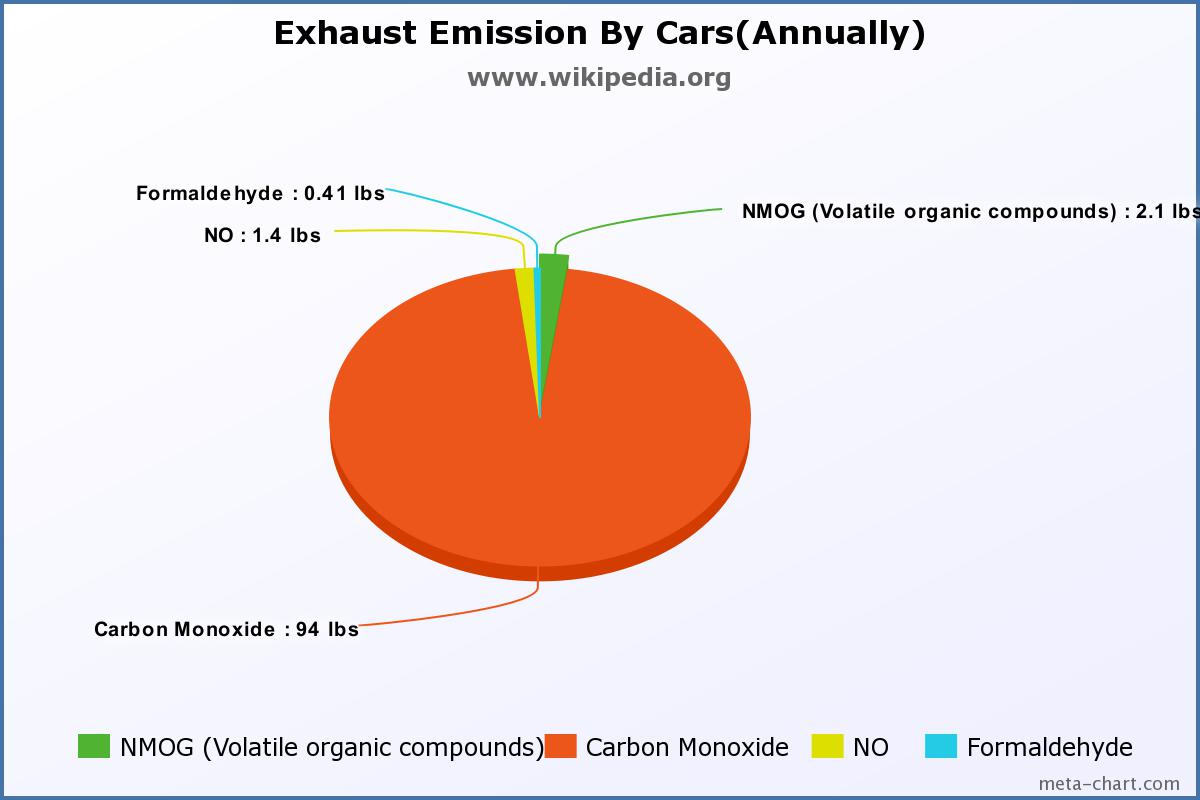 Exhaust Emission By Cars(Annually)
www.wikipedia.org
Formaldehyde : 0.41 lbs
NMOG (Volatile organic compounds) : 2.1 lbs
NO : 1.4 lbs
Carbon Monoxide : 94 lbs
NMOG (Volatile organic compounds) Carbon Monoxide NO Formaldehyde
meta-chart.com